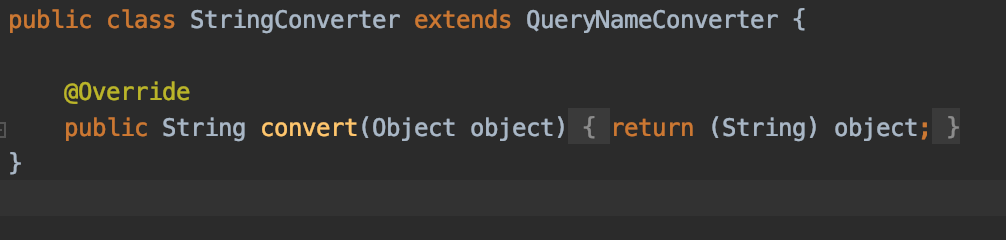 public class StringConverter extends QueryNameConverter {
@Override
public String convert(Object object) { return (String) object; }
}